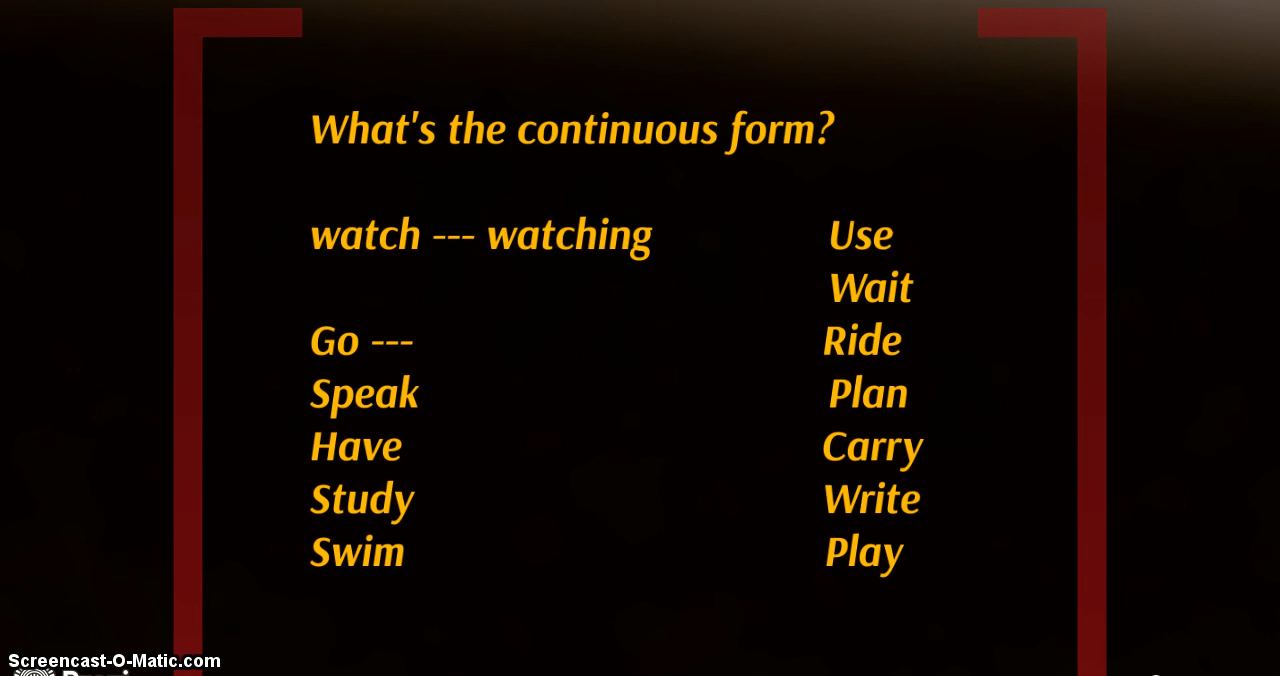 What's the continuous form?
watch --- watching
Go ---
Speak
Have
Study
Swim
Use
Wait
Ride
Plan
Carry
Write
Play
Screencast-O-Matic.com